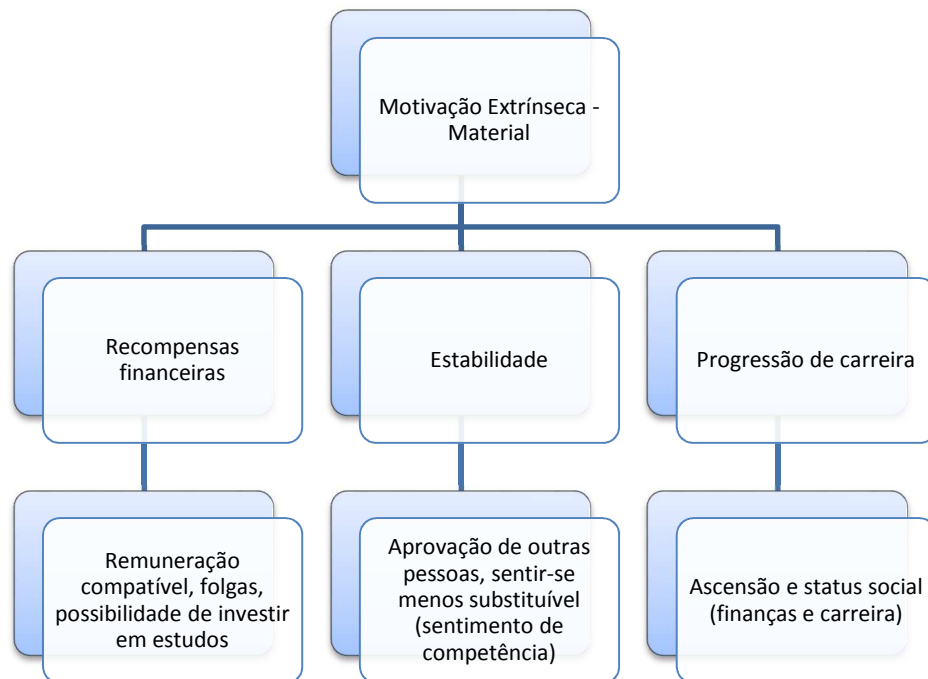 Motivação Extrínseca -
Material
Recompensas
financeiras
Estabilidade
Progressão de carreira
Remuneração
compatível, folgas,
possibilidade de investir
em estudos
Aprovação de outras
pessoas, sentir-se
menos substituível
(sentimento de
competência)
Ascensão e status social
(finanças e carreira)